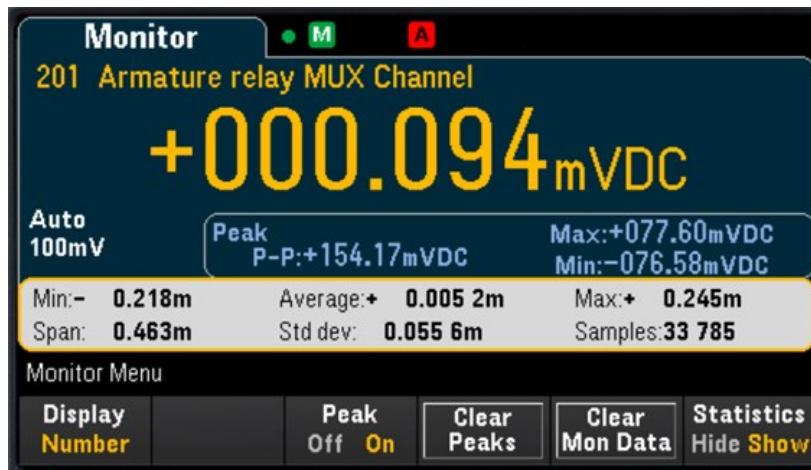 Monitor M A
201 Armature relay MUX Channel
+000.094mVDC
Auto
100mV
Peak
P-P:+154.17mVDC
Max:+077.60mVDC
Min:-076.58mVDC
Min:- 0.218m Average:+ 0.005 2m Max:+ 0.245m
Span: 0.463m Std dev: 0.055 6m Samples:33 785
Monitor Menu
Display
Number
Peak
Off On
Clear
Peaks
Clear
Mon Data
Statistics
Hide Show